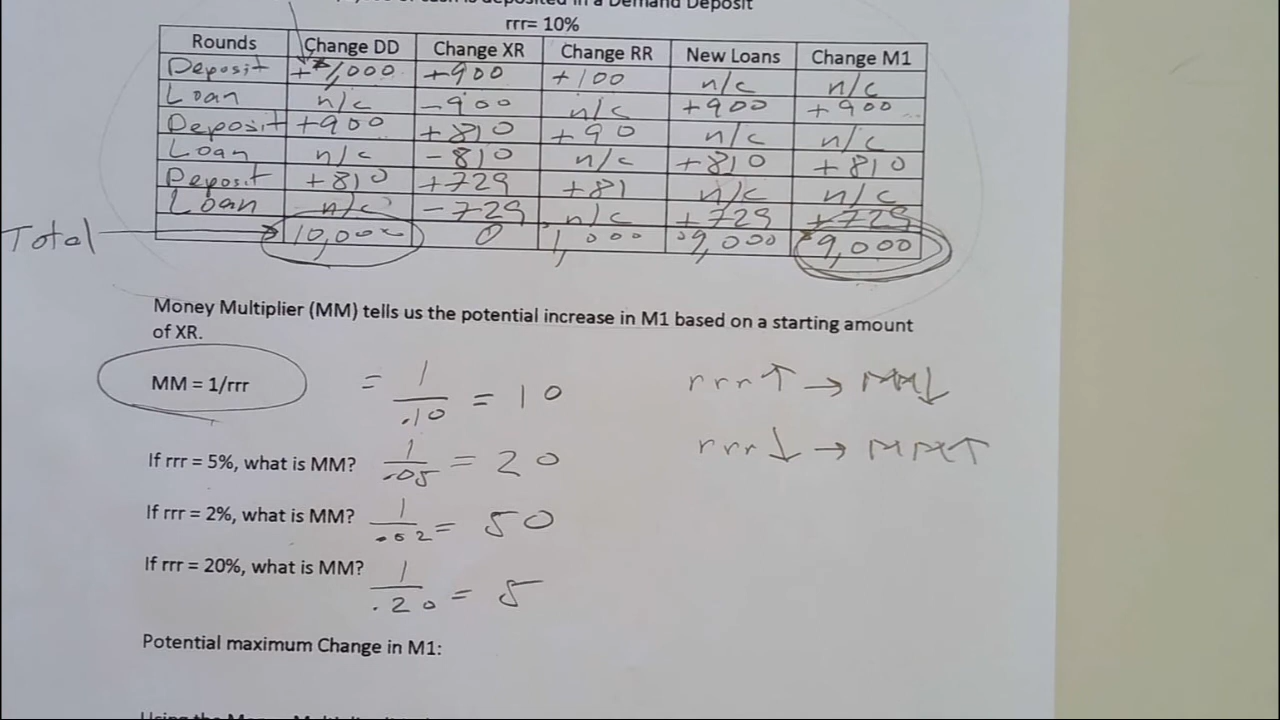 is deposited in a Demand Deposit
rrr= 10%
Rounds Change DD Change XR Change RR New Loans Change M1
Deposit +$1,000 +900 +100 n/c n/c
Loan n/c -900 n/c +900 +900
Deposit +900 +810 +90 n/c n/c
Loan n/c -810 n/c +810 +810
Deposit +810 +729 +81 n/c n/c
Loan n/c -729 n/c +729 +729
Total 10,000 0 1,000 9,000 9,000
Money Multiplier (MM) tells us the potential increase in M1 based on a starting amount
of XR.
MM = 1/rrr = 1/.10 = 10 rrr↑ → MM↓
If rrr = 5%, what is MM? 1/.05 = 20 rrr↓ → MM↑
If rrr = 2%, what is MM? 1/.02 = 50
If rrr = 20%, what is MM? 1/.20 = 5
Potential maximum Change in M1: